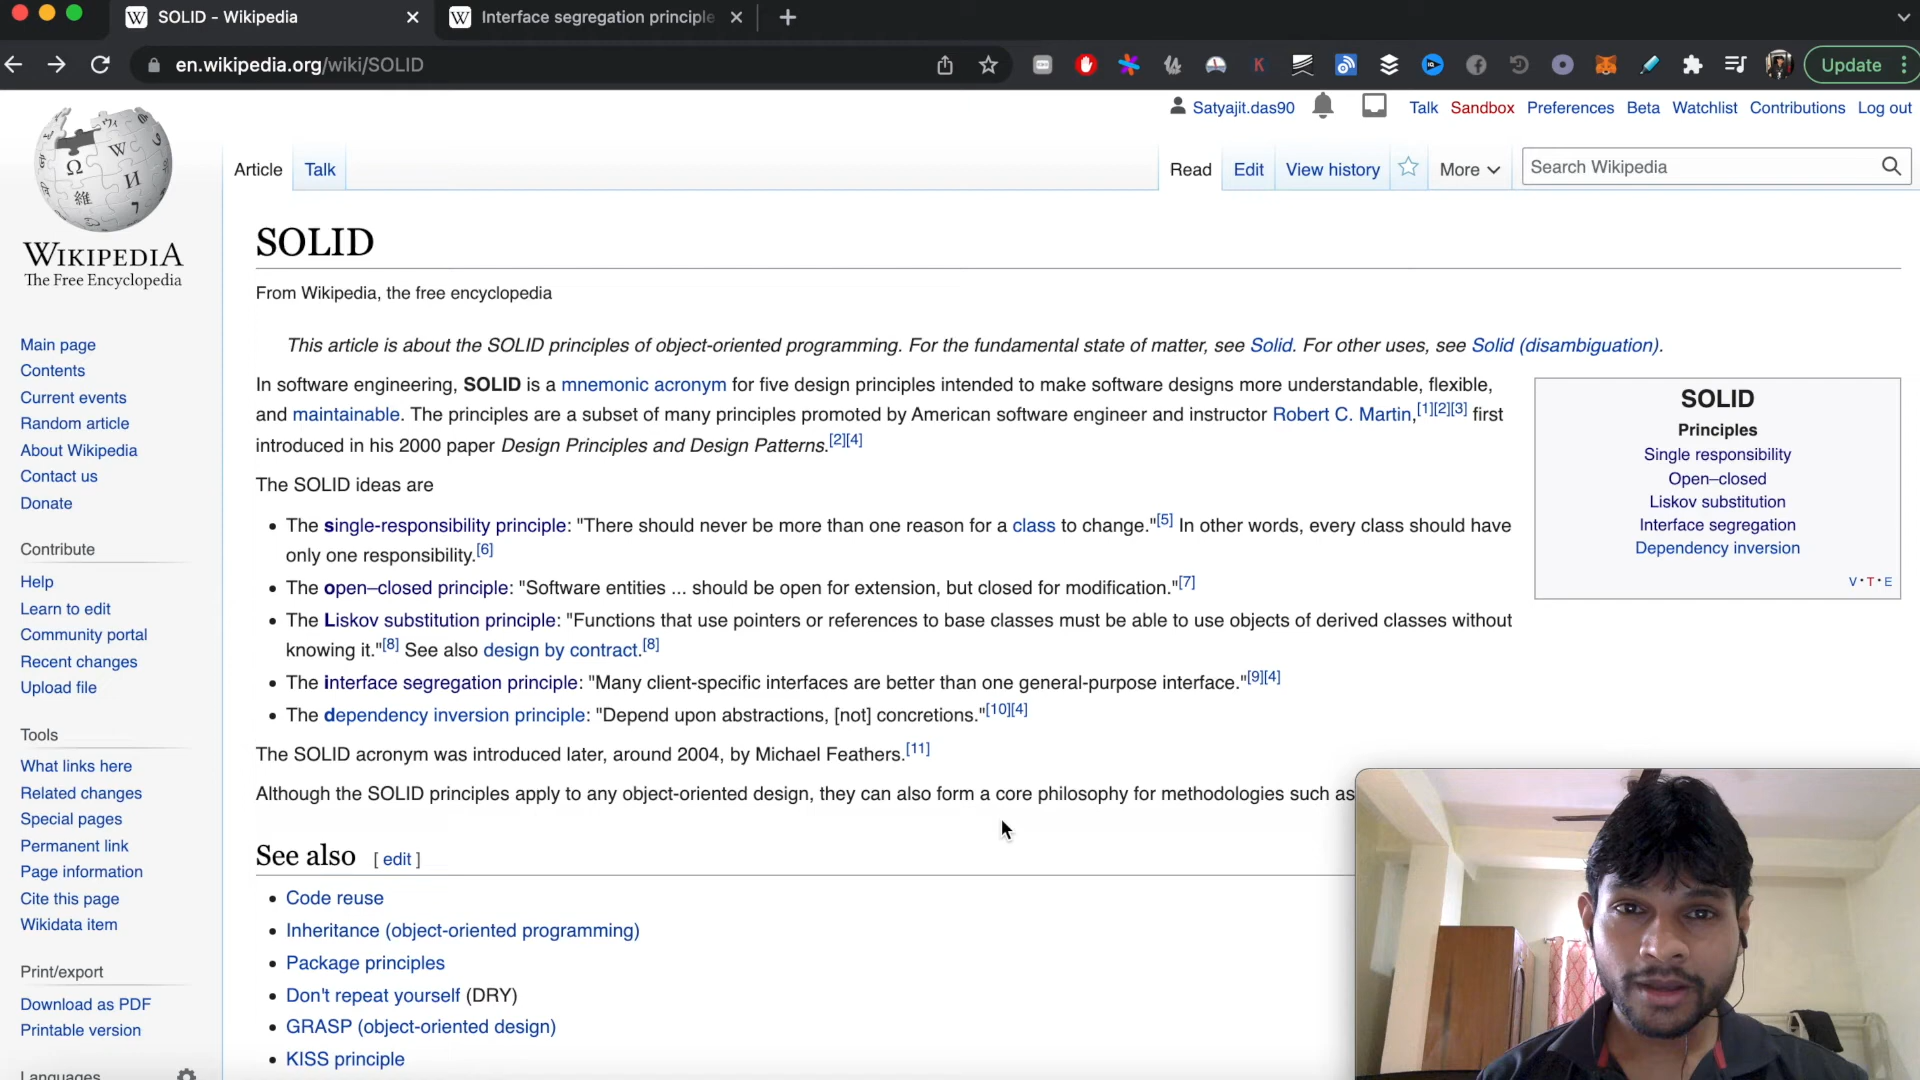 SOLID - Wikipedia
Interface segregation principle
en.wikipedia.org/wiki/SOLID
Update
Satyajit.das90 Talk Sandbox Preferences Beta Watchlist Contributions Log out
Article Talk Read Edit View history More Search Wikipedia
WIKIPEDIA
The Free Encyclopedia
Main page
Contents
Current events
Random article
About Wikipedia
Contact us
Donate
Contribute
Help
Learn to edit
Community portal
Recent changes
Upload file
Tools
What links here
Related changes
Special pages
Permanent link
Page information
Cite this page
Wikidata item
Print/export
Download as PDF
Printable version
Languages
SOLID
From Wikipedia, the free encyclopedia
This article is about the SOLID principles of object-oriented programming. For the fundamental state of matter, see Solid. For other uses, see Solid (disambiguation).
In software engineering, SOLID is a mnemonic acronym for five design principles intended to make software designs more understandable, flexible,
and maintainable. The principles are a subset of many principles promoted by American software engineer and instructor Robert C. Martin,[1][2][3] first
introduced in his 2000 paper Design Principles and Design Patterns.[2][4]
The SOLID ideas are
• The single-responsibility principle: "There should never be more than one reason for a class to change."[5] In other words, every class should have
only one responsibility.[6]
• The open–closed principle: "Software entities ... should be open for extension, but closed for modification."[7]
• The Liskov substitution principle: "Functions that use pointers or references to base classes must be able to use objects of derived classes without
knowing it."[8] See also design by contract.[8]
• The interface segregation principle: "Many client-specific interfaces are better than one general-purpose interface."[9][4]
• The dependency inversion principle: "Depend upon abstractions, [not] concretions."[10][4]
The SOLID acronym was introduced later, around 2004, by Michael Feathers.[11]
Although the SOLID principles apply to any object-oriented design, they can also form a core philosophy for methodologies such as
See also [ edit ]
• Code reuse
• Inheritance (object-oriented programming)
• Package principles
• Don't repeat yourself (DRY)
• GRASP (object-oriented design)
• KISS principle
SOLID
Principles
Single responsibility
Open–closed
Liskov substitution
Interface segregation
Dependency inversion
V · T · E